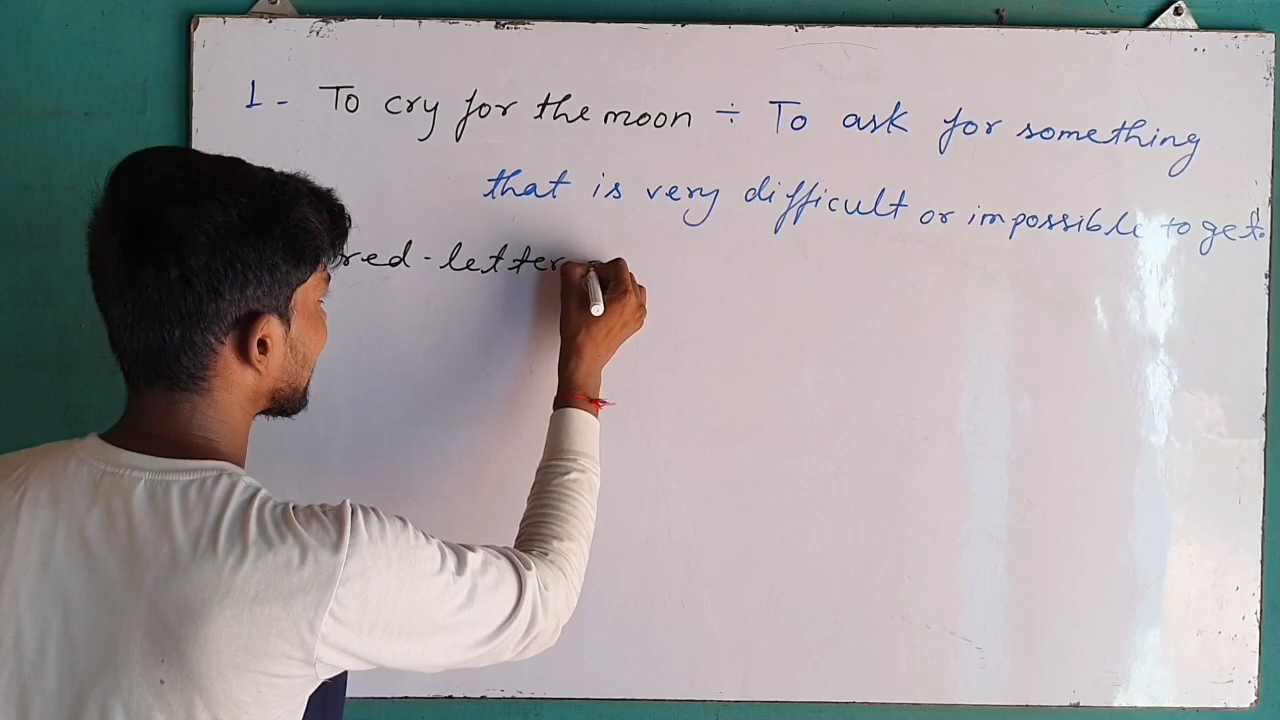 1 - To cry for the moon ÷ To ask for something
that is very difficult or impossible to get.
red-letter